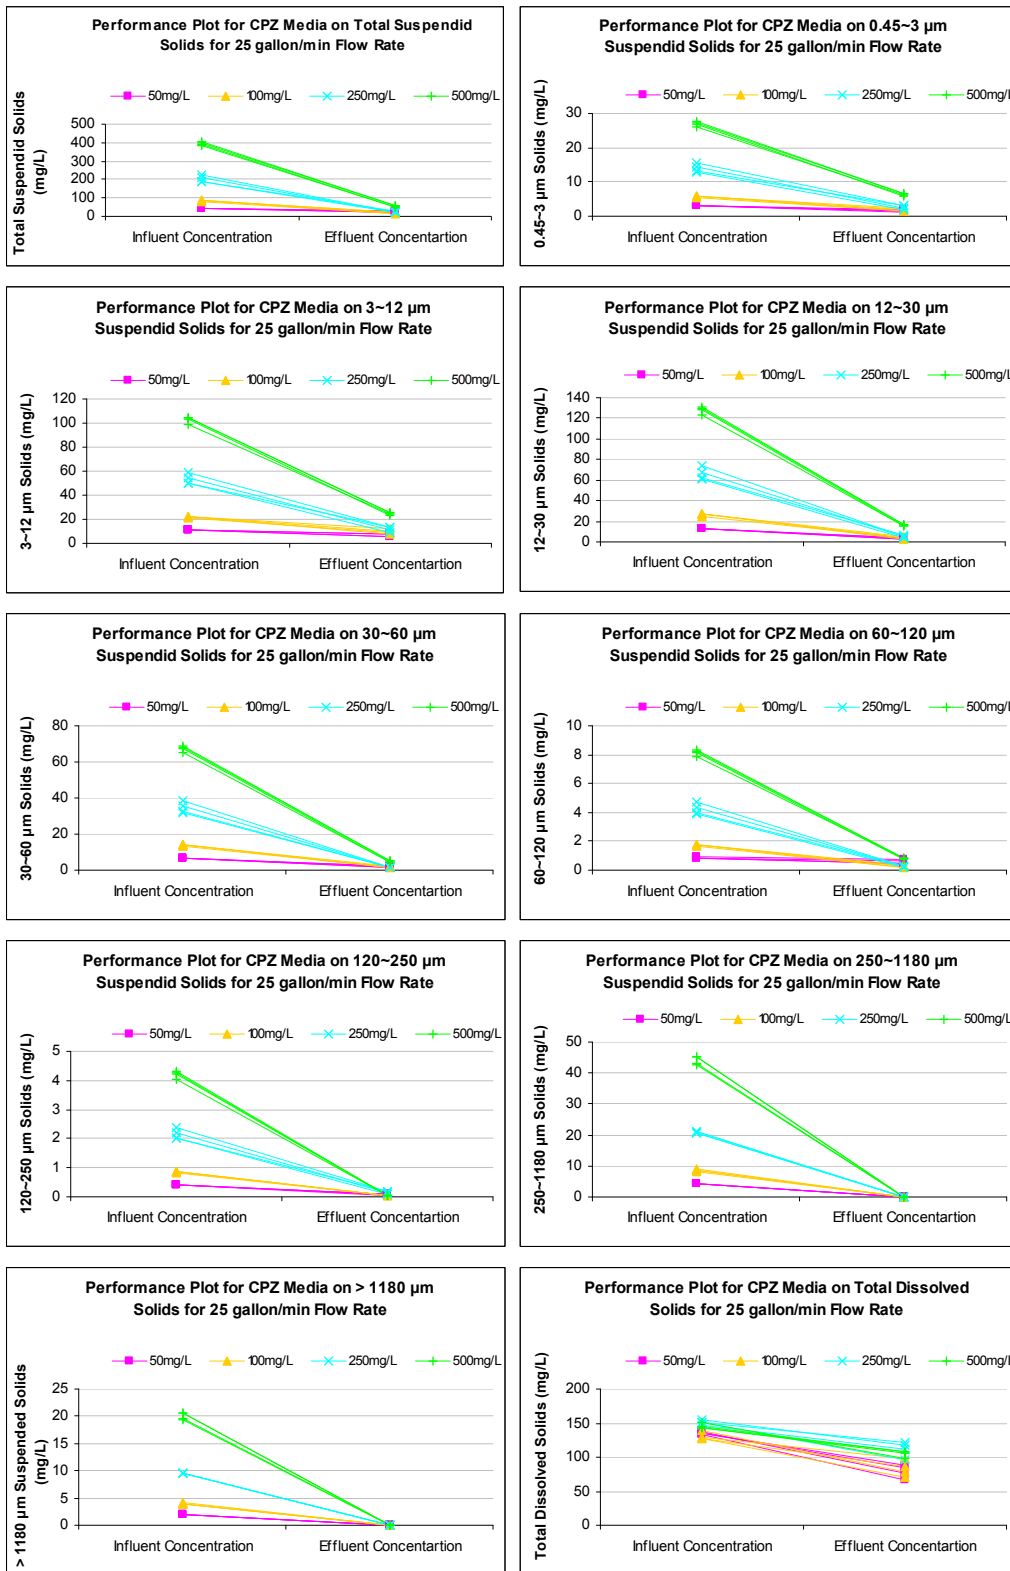 Performance Plot for CPZ Media on Total Suspendid
Solids for 25 gallon/min Flow Rate
50mg/L 100mg/L 250mg/L 500mg/L
Total Suspendid Solids
(mg/L)
500
400
300
200
100
0
Influent Concentration Effluent Concentartion
Performance Plot for CPZ Media on 0.45~3 µm
Suspendid Solids for 25 gallon/min Flow Rate
50mg/L 100mg/L 250mg/L 500mg/L
0.45~3 µm Solids (mg/L)
30
20
10
0
Influent Concentration Effluent Concentartion
Performance Plot for CPZ Media on 3~12 µm
Suspendid Solids for 25 gallon/min Flow Rate
50mg/L 100mg/L 250mg/L 500mg/L
3~12 µm Solids (mg/L)
120
100
80
60
40
20
0
Influent Concentration Effluent Concentartion
Performance Plot for CPZ Media on 12~30 µm
Suspendid Solids for 25 gallon/min Flow Rate
50mg/L 100mg/L 250mg/L 500mg/L
12~30 µm Solids (mg/L)
140
120
100
80
60
40
20
0
Influent Concentration Effluent Concentartion
Performance Plot for CPZ Media on 30~60 µm
Suspendid Solids for 25 gallon/min Flow Rate
50mg/L 100mg/L 250mg/L 500mg/L
30~60 µm Solids (mg/L)
80
60
40
20
0
Influent Concentration Effluent Concentartion
Performance Plot for CPZ Media on 60~120 µm
Suspendid Solids for 25 gallon/min Flow Rate
50mg/L 100mg/L 250mg/L 500mg/L
60~120 µm Solids (mg/L)
10
8
6
4
2
0
Influent Concentration Effluent Concentartion
Performance Plot for CPZ Media on 120~250 µm
Suspendid Solids for 25 gallon/min Flow Rate
50mg/L 100mg/L 250mg/L 500mg/L
120~250 µm Solids (mg/L)
5
4
3
2
1
0
Influent Concentration Effluent Concentartion
Performance Plot for CPZ Media on 250~1180 µm
Suspendid Solids for 25 gallon/min Flow Rate
50mg/L 100mg/L 250mg/L 500mg/L
250~1180 µm Solids (mg/L)
50
40
30
20
10
0
Influent Concentration Effluent Concentartion
Performance Plot for CPZ Media on > 1180 µm
Solids for 25 gallon/min Flow Rate
50mg/L 100mg/L 250mg/L 500mg/L
> 1180 µm Suspended Solids
(mg/L)
25
20
15
10
5
0
Influent Concentration Effluent Concentartion
Performance Plot for CPZ Media on Total Dissolved
Solids for 25 gallon/min Flow Rate
50mg/L 100mg/L 250mg/L 500mg/L
Total Dissolved Solids (mg/L)
200
150
100
50
0
Influent Concentration Effluent Concentartion